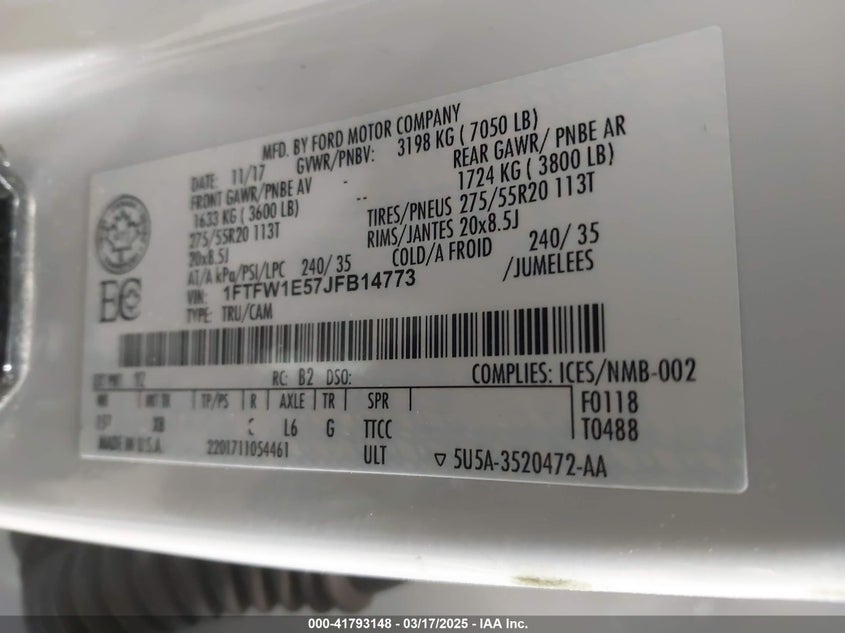 MFD. BY FORD MOTOR COMPANY
DATE: 11/17 GVWR/PNBV: 3198 KG ( 7050 LB)
FRONT GAWR/PNBE AV - REAR GAWR/ PNBE AR
1633 KG ( 3600 LB) -- 1724 KG ( 3800 LB)
275/55R20 113T TIRES/PNEUS 275/55R20 113T
20x8.5J RIMS/JANTES 20x8.5J
AT/A kPa/PSI/LPC 240/ 35 COLD/A FROID 240/ 35
VIN: 1FTFW1E57JFB14773 /JUMELEES
TYPE: TRU/CAM
EC
RC: B2 DSO: COMPLIES: ICES/NMB-002
TP/PS R AXLE TR SPR F0118
XB L6 G TTCC T0488
MADE IN U.S.A. 2201711054461 ULT 5U5A-3520472-AA
000-41793148 - 03/17/2025 - IAA Inc.